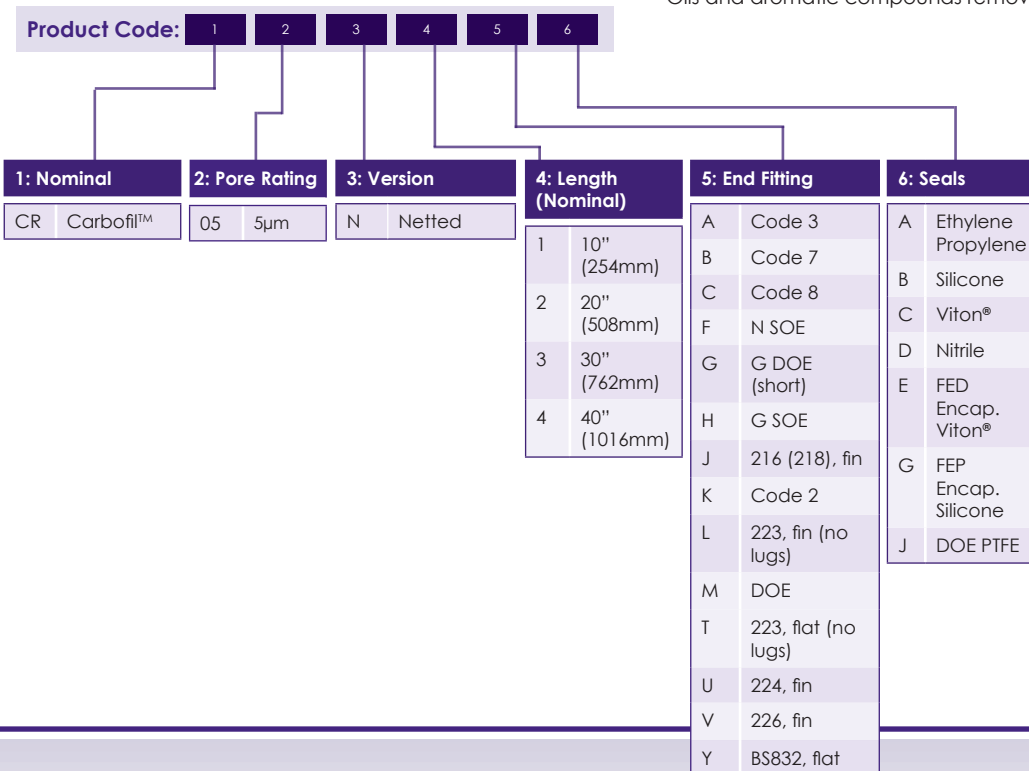 Oils and aromatic compounds remov
Product Code: 1 2 3 4 5 6
1: Nominal
CR Carbofil™
2: Pore Rating
05 5µm
3: Version
N Netted
4: Length
(Nominal)
1 10”
(254mm)
2 20”
(508mm)
3 30”
(762mm)
4 40”
(1016mm)
5: End Fitting
A Code 3
B Code 7
C Code 8
F N SOE
G G DOE
(short)
H G SOE
J 216 (218), fin
K Code 2
L 223, fin (no
lugs)
M DOE
T 223, flat (no
lugs)
U 224, fin
V 226, fin
Y BS832, flat
6: Seals
A Ethylene
Propylene
B Silicone
C Viton®
D Nitrile
E FED
Encap.
Viton®
G FEP
Encap.
Silicone
J DOE PTFE